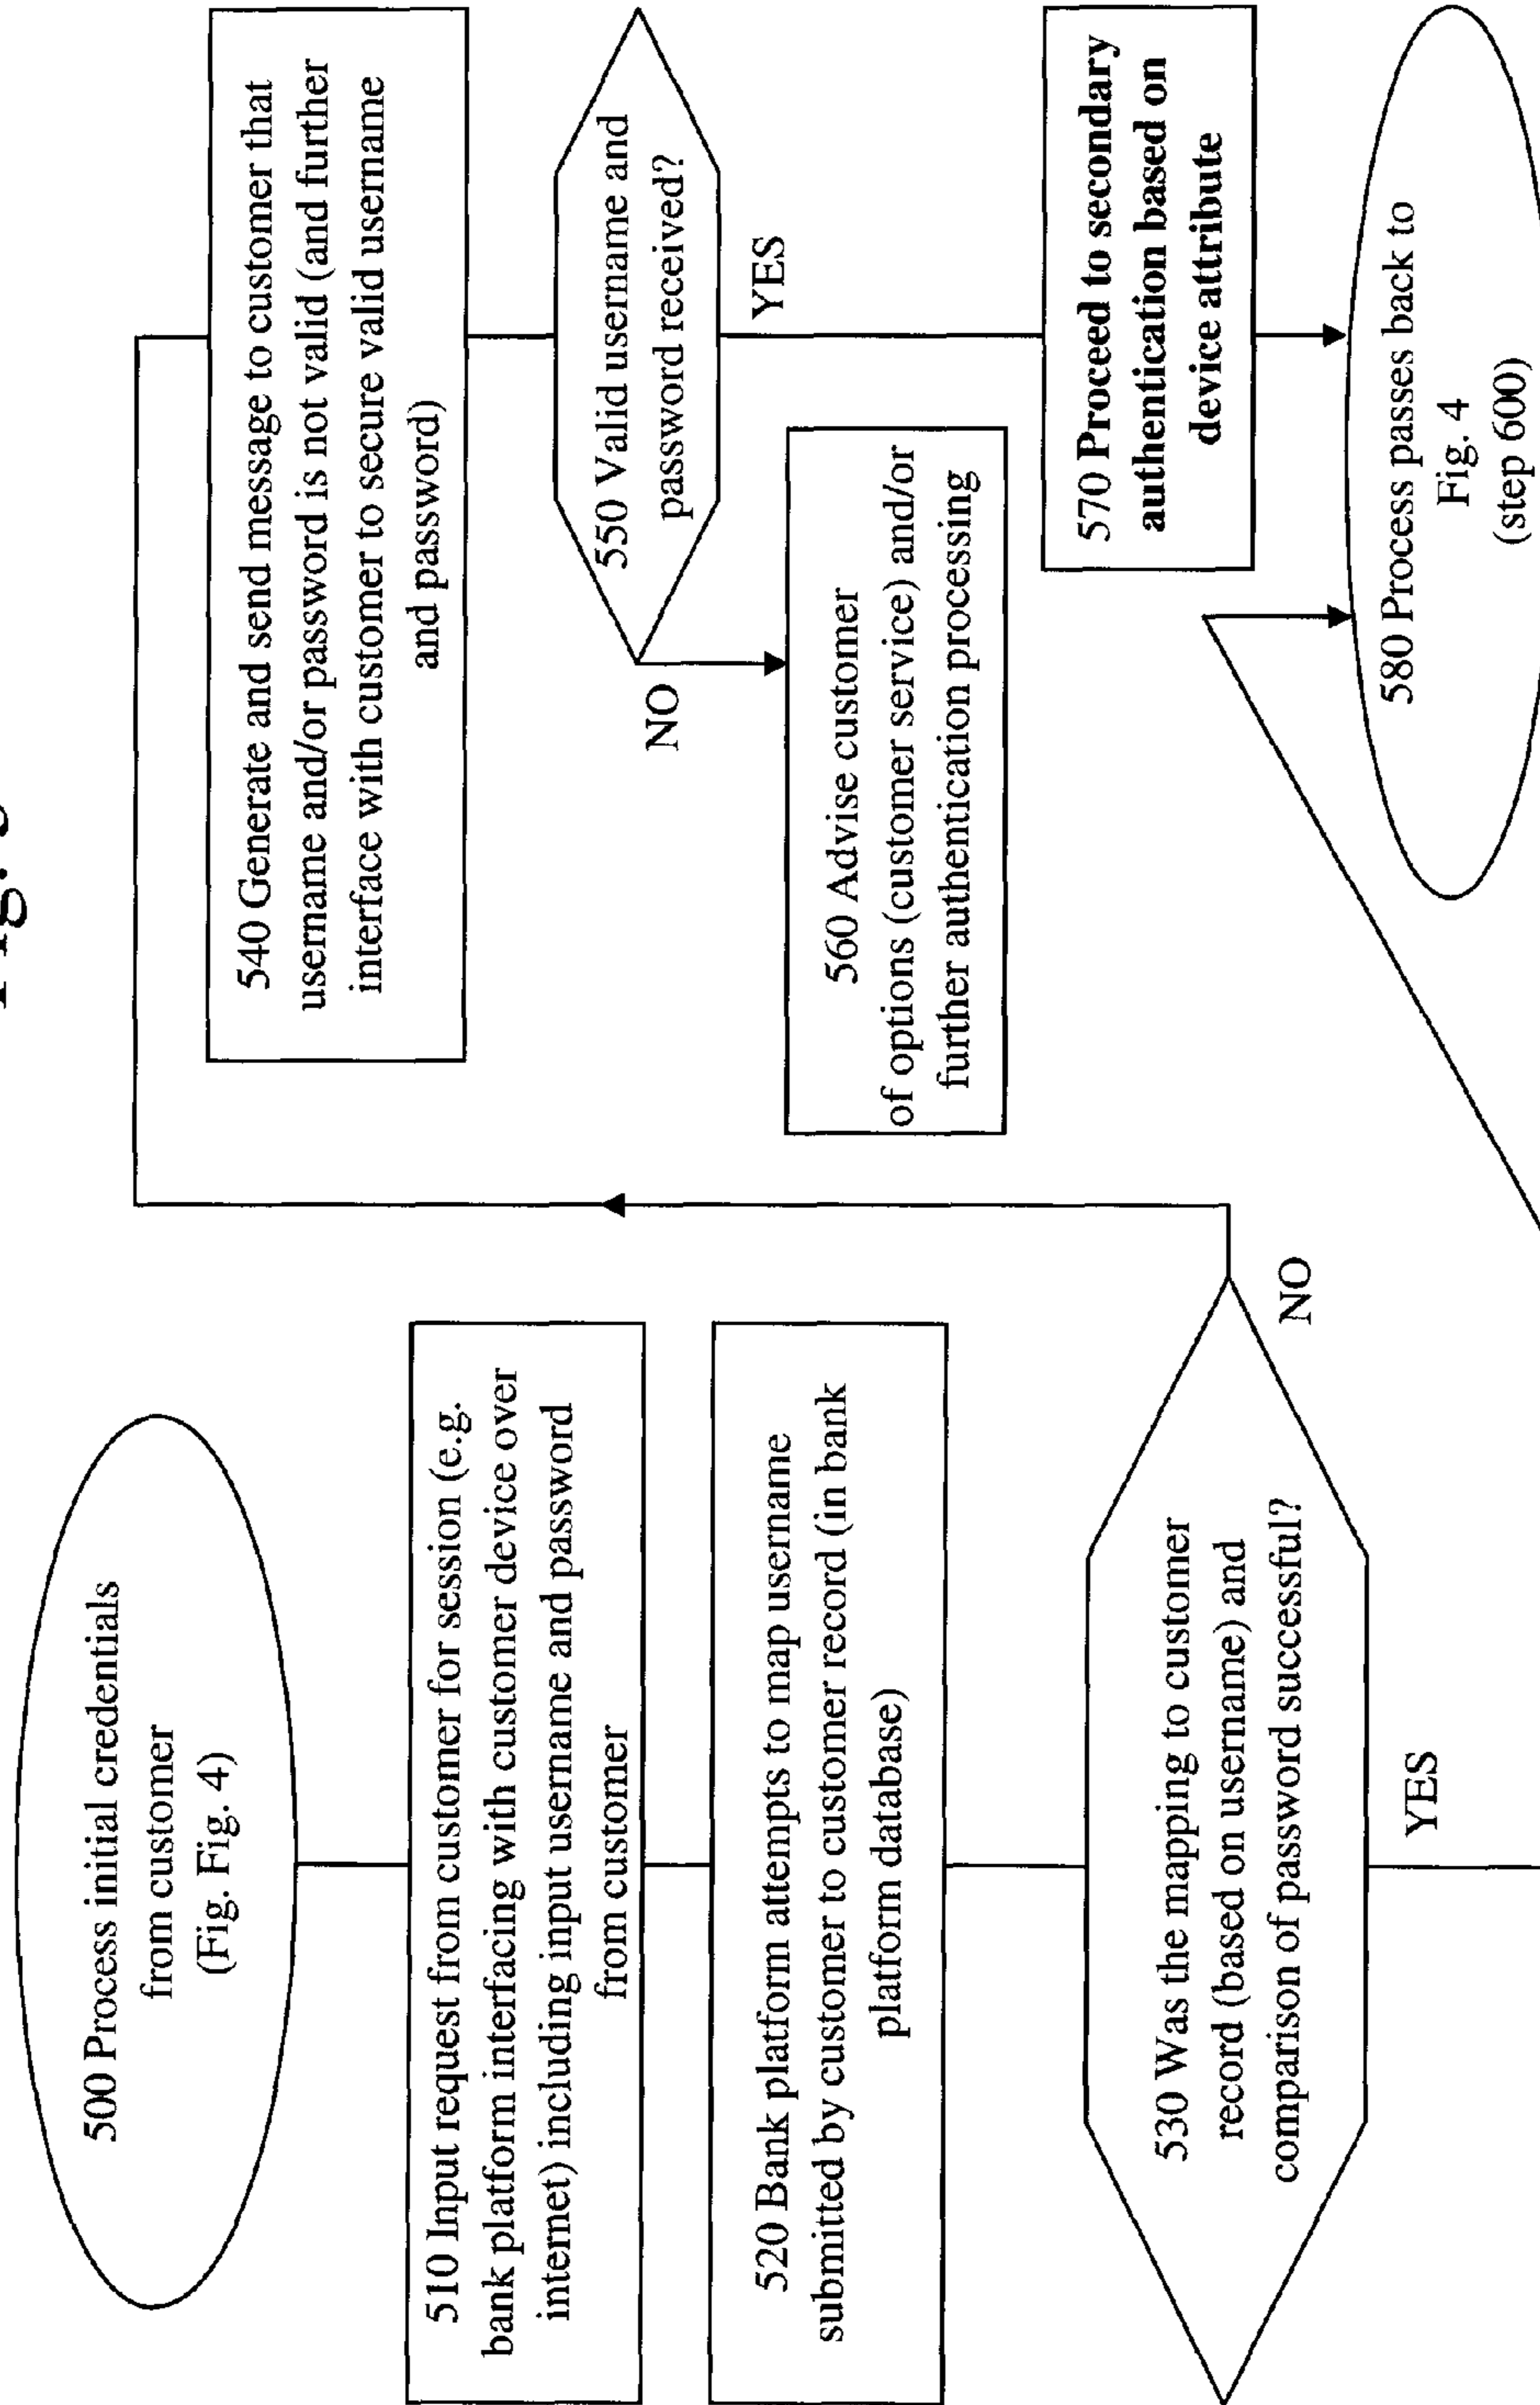 500 Process initial credentials
from customer
(Fig. Fig. 4)
510 Input request from customer for session (e.g.
bank platform interfacing with customer device over
internet) including input username and password
from customer
520 Bank platform attempts to map username
submitted by customer to customer record (in bank
platform database)
530 Was the mapping to customer
record (based on username) and
comparison of password successful?
NO
YES
540 Generate and send message to customer that
username and/or password is not valid (and further
interface with customer to secure valid username
and password)
550 Valid username and
password received?
NO
YES
560 Advise customer
of options (customer service) and/or
further authentication processing
570 Proceed to secondary
authentication based on
device attribute
580 Process passes back to
Fig. 4
(step 600)